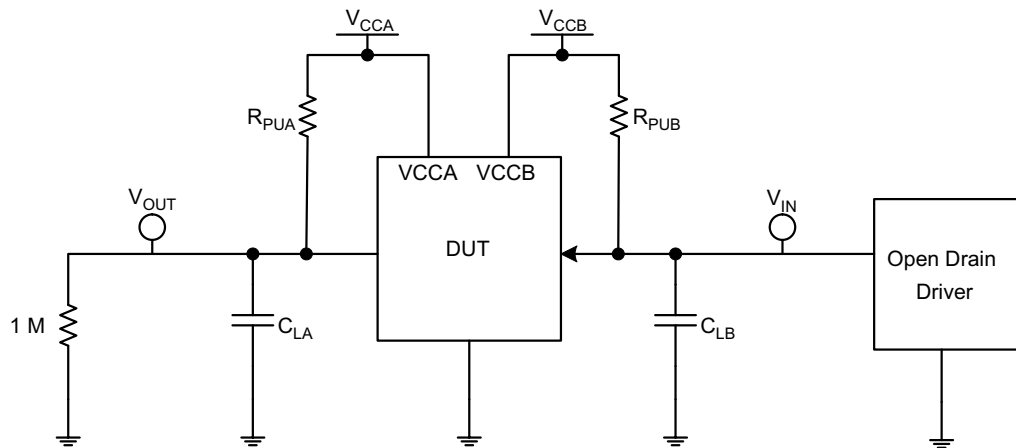 V_CCA
V_CCB
R_PUA
R_PUB
VCCA
VCCB
V_OUT
V_IN
DUT
Open Drain
Driver
1 M
C_LA
C_LB